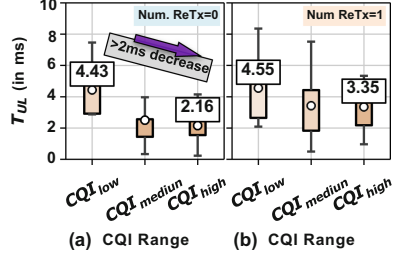 T_UL (in ms)
10
8
6
4
2
0
Num. ReTx=0
>2ms decrease
4.43
2.16
CQI low
CQI mediun
CQI high
(a) CQI Range
Num. ReTx=1
4.55
3.35
CQI low
CQI mediun
CQI high
(b) CQI Range